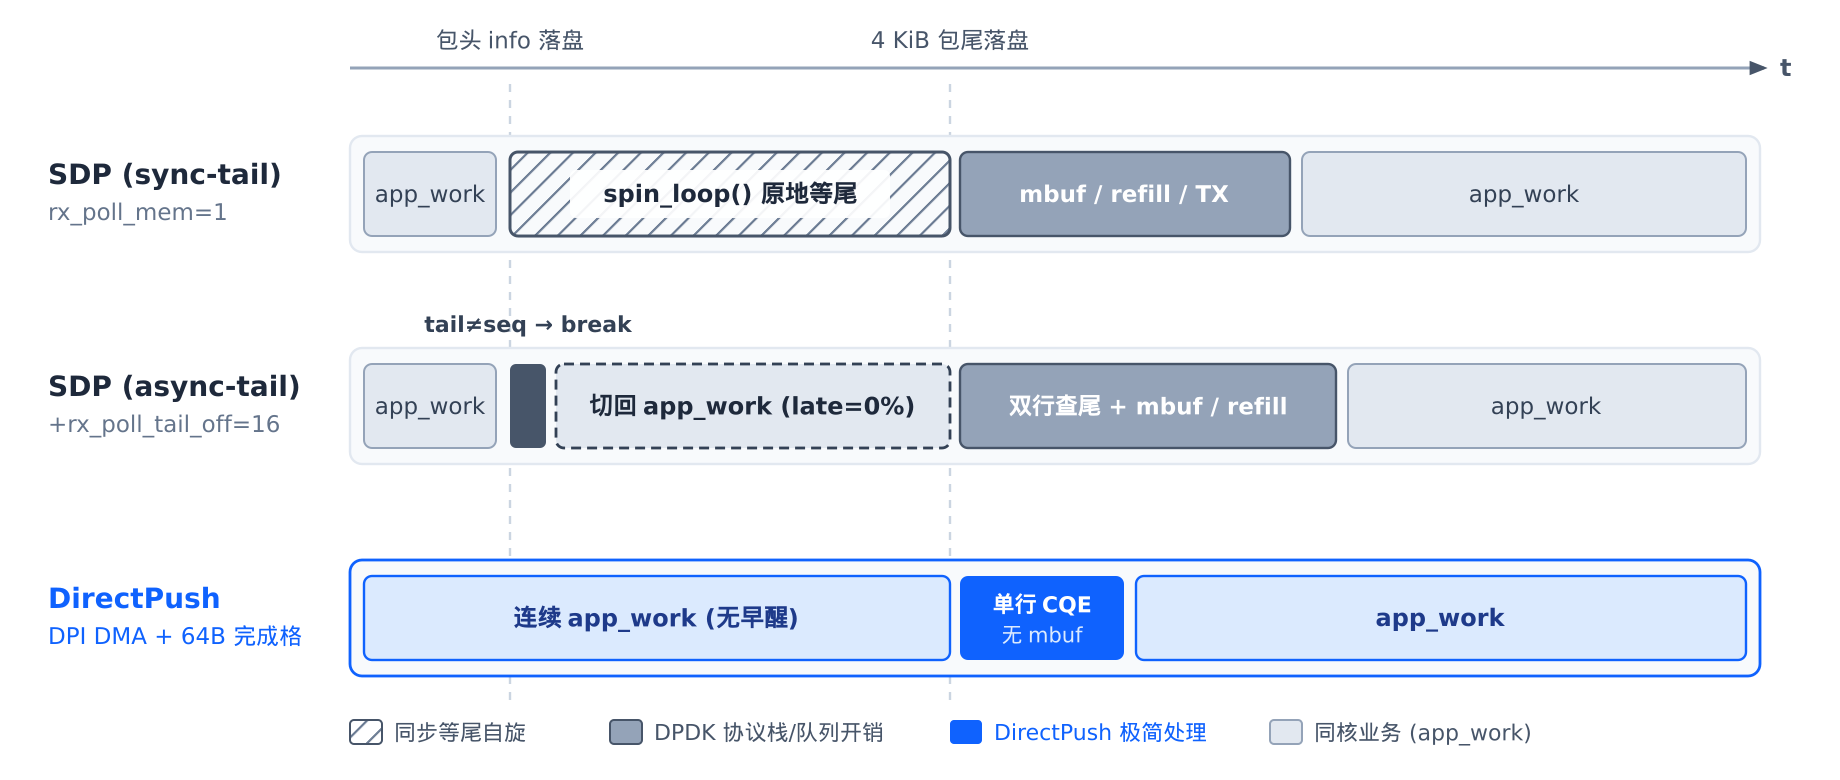 包头 info 落盘
4 KiB 包尾落盘
t
SDP (sync-tail)
rx_poll_mem=1
app_work
spin_loop() 原地等尾
mbuf / refill / TX
app_work
tail≠seq → break
SDP (async-tail)
+rx_poll_tail_off=16
app_work
切回 app_work (late=0%)
双行查尾 + mbuf / refill
app_work
DirectPush
DPI DMA + 64B 完成格
连续 app_work (无早醒)
单行 CQE
无 mbuf
app_work
同步等尾自旋
DPDK 协议栈/队列开销
DirectPush 极简处理
同核业务 (app_work)